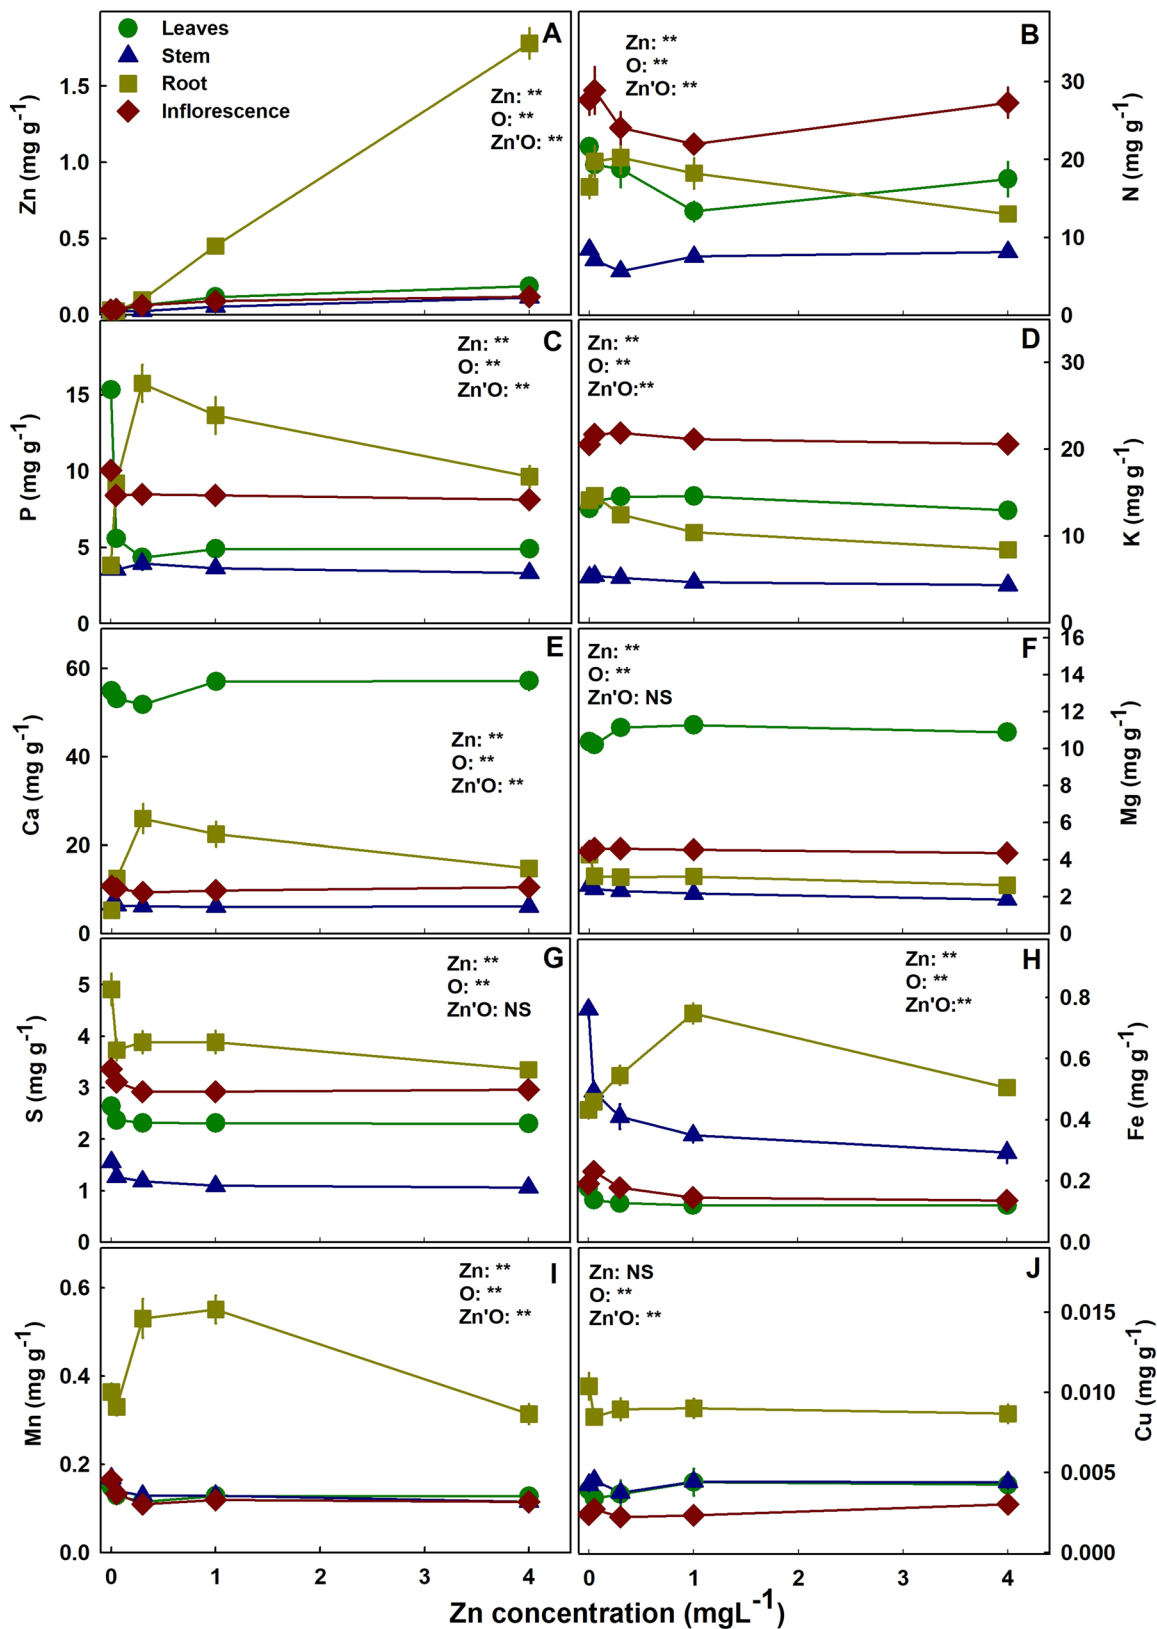 Leaves
Stem
Root
Inflorescence
A
Zn: **
O: **
Zn'O: **
Zn (mg g-1)
1.5
1.0
0.5
0.0
B
Zn: **
O: **
Zn'O: **
N (mg g-1)
30
20
10
0
C
Zn: **
O: **
Zn'O: **
P (mg g-1)
15
10
5
0
D
Zn: **
O: **
Zn'O:**
K (mg g-1)
30
20
10
0
E
Zn: **
O: **
Zn'O: **
Ca (mg g-1)
60
40
20
0
F
Zn: **
O: **
Zn'O: NS
Mg (mg g-1)
16
14
12
10
8
6
4
2
0
G
Zn: **
O: **
Zn'O: NS
S (mg g-1)
5
4
3
2
1
0
H
Zn: **
O: **
Zn'O:**
Fe (mg g-1)
0.8
0.6
0.4
0.2
0.0
I
Zn: **
O: **
Zn'O: **
Mn (mg g-1)
0.6
0.4
0.2
0.0
J
Zn: NS
O: **
Zn'O: **
Cu (mg g-1)
0.015
0.010
0.005
0.000
0 1 2 3 4
0 1 2 3 4
Zn concentration (mgL-1)